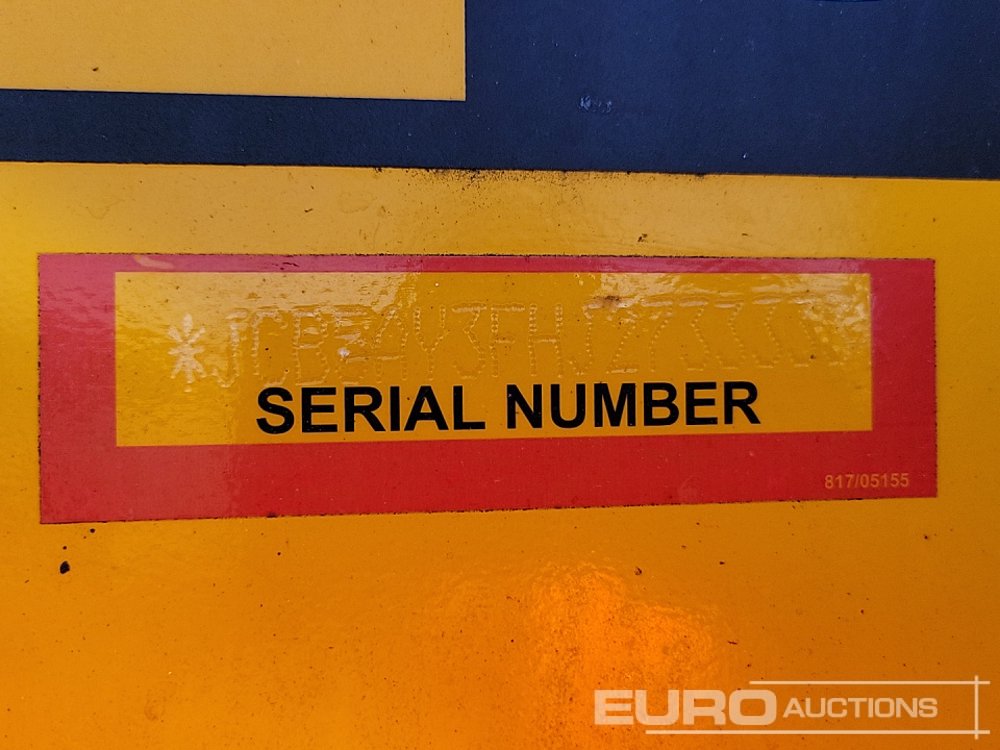 SERIAL NUMBER
817/05155
EURO AUCTIONS